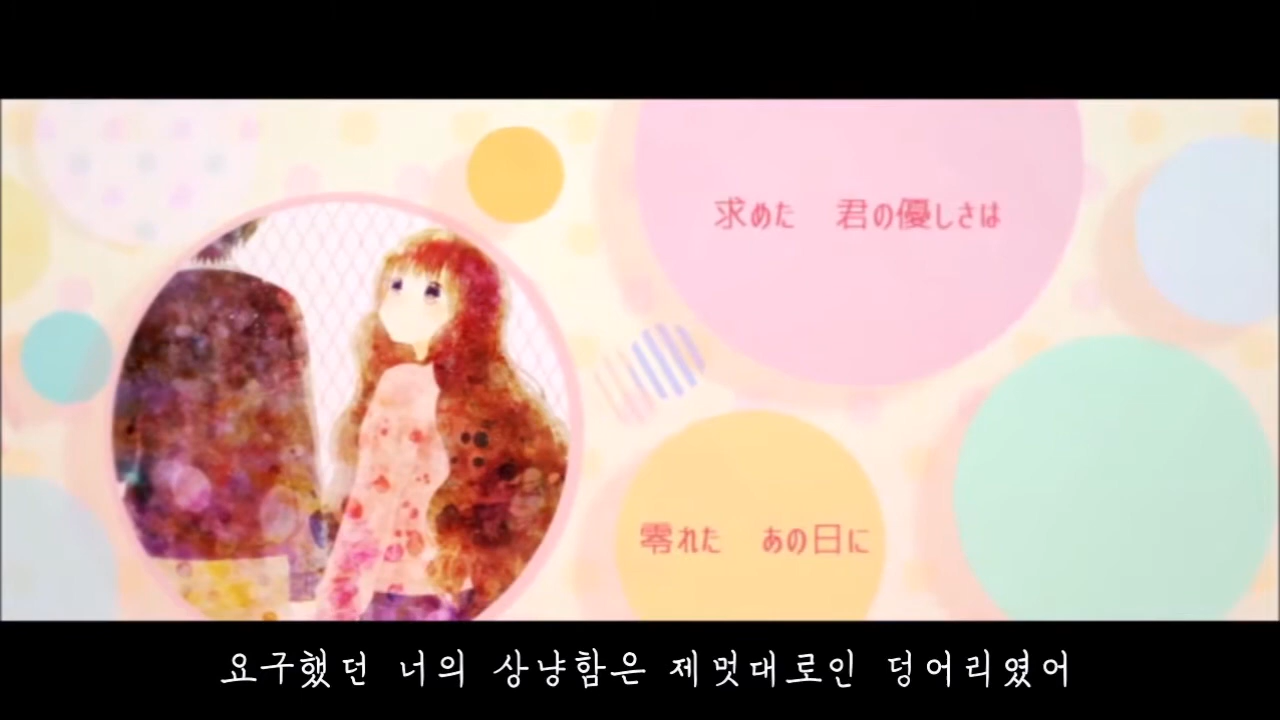 求めた 君の優しさは
零れた あの日に
요구했던 너의 상냥함은 제멋대로인 덩어리였어